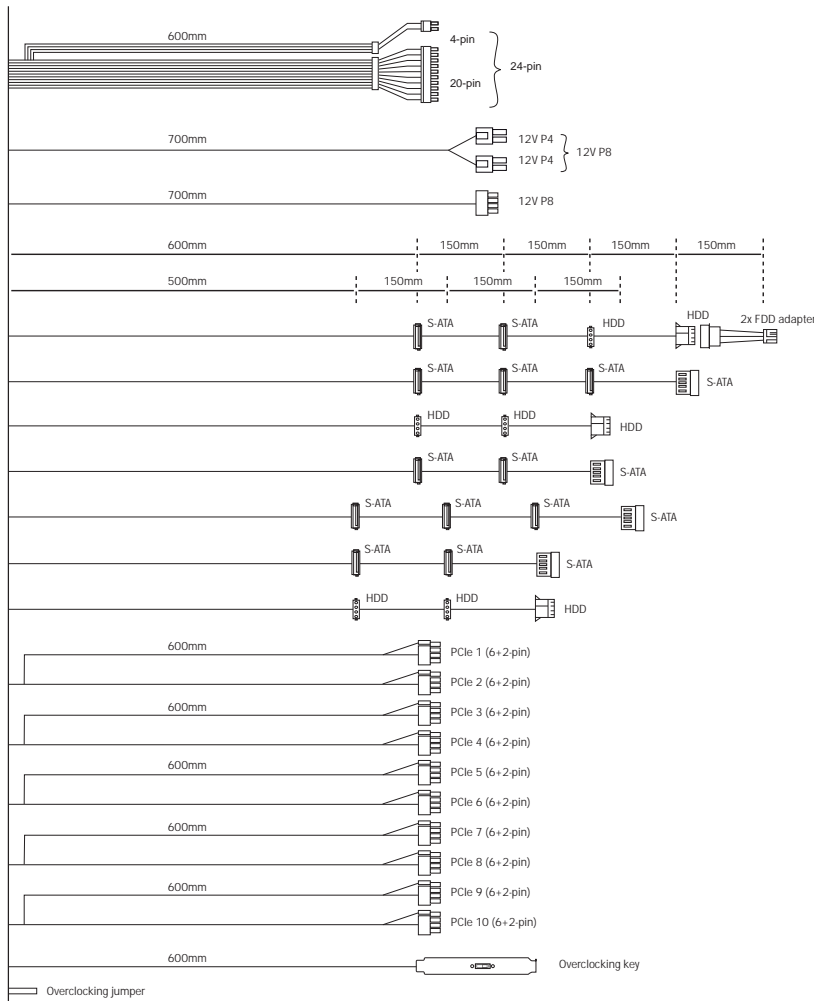 600mm
4-pin
24-pin
20-pin
700mm
12V P4
12V P4
12V P8
700mm
12V P8
600mm 150mm 150mm 150mm 150mm
500mm 150mm 150mm 150mm
S-ATA S-ATA HDD HDD 2x FDD adapter
S-ATA S-ATA S-ATA S-ATA
HDD HDD HDD
S-ATA S-ATA S-ATA
S-ATA S-ATA S-ATA S-ATA
S-ATA S-ATA S-ATA
HDD HDD HDD
600mm PCIe 1 (6+2-pin)
PCIe 2 (6+2-pin)
600mm PCIe 3 (6+2-pin)
PCIe 4 (6+2-pin)
600mm PCIe 5 (6+2-pin)
PCIe 6 (6+2-pin)
600mm PCIe 7 (6+2-pin)
PCIe 8 (6+2-pin)
600mm PCIe 9 (6+2-pin)
PCIe 10 (6+2-pin)
600mm Overclocking key
Overclocking jumper